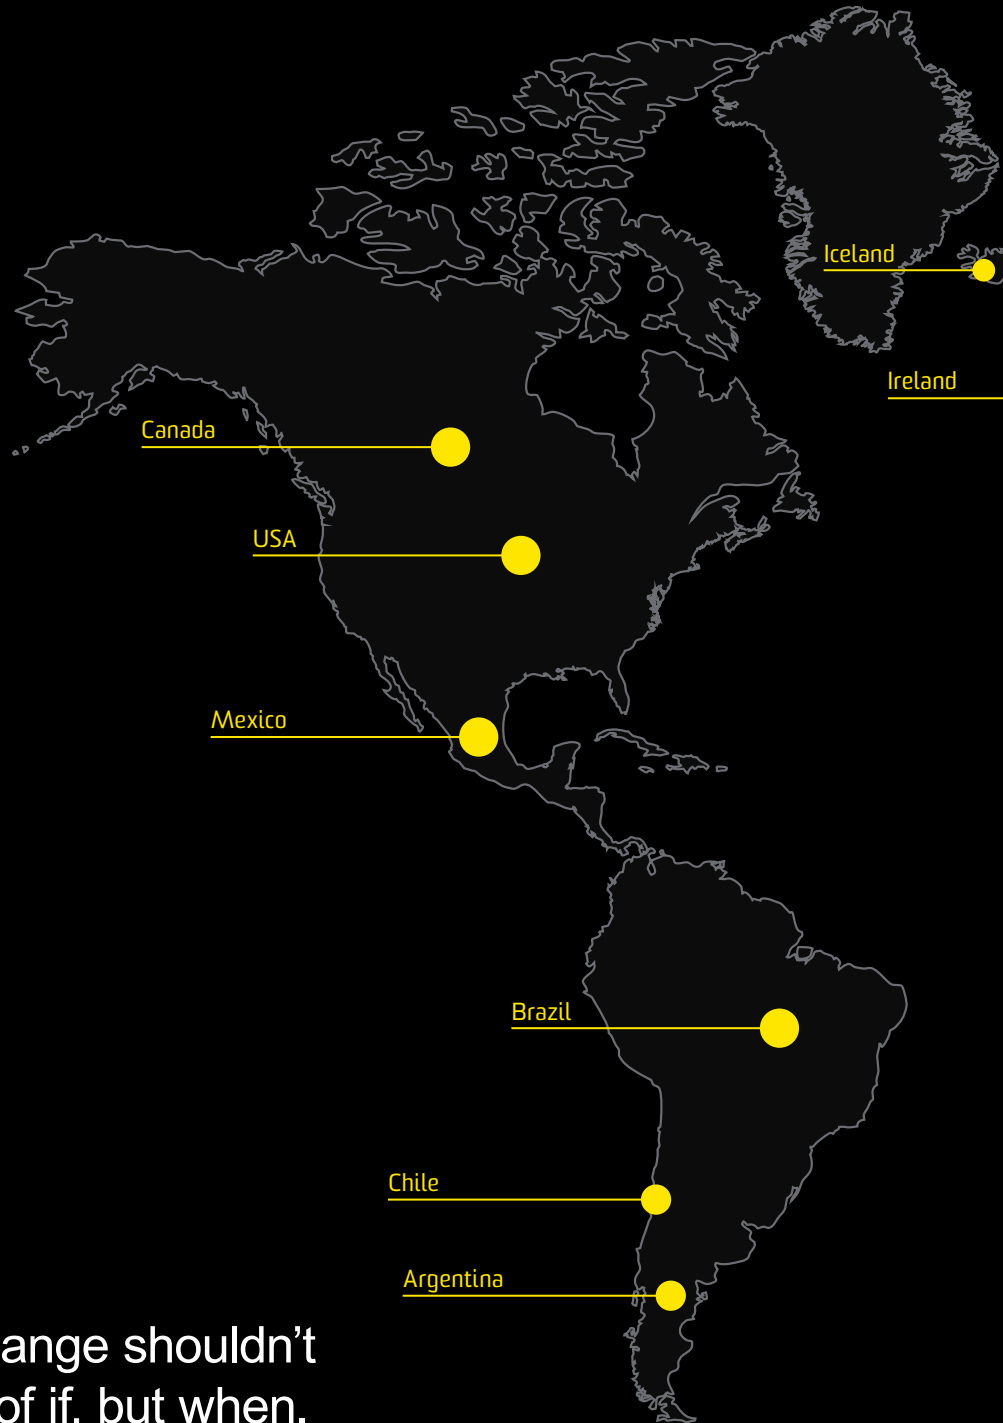 Iceland
Ireland
Canada
USA
Mexico
Brazil
Chile
Argentina
ange shouldn't
of if, but when.